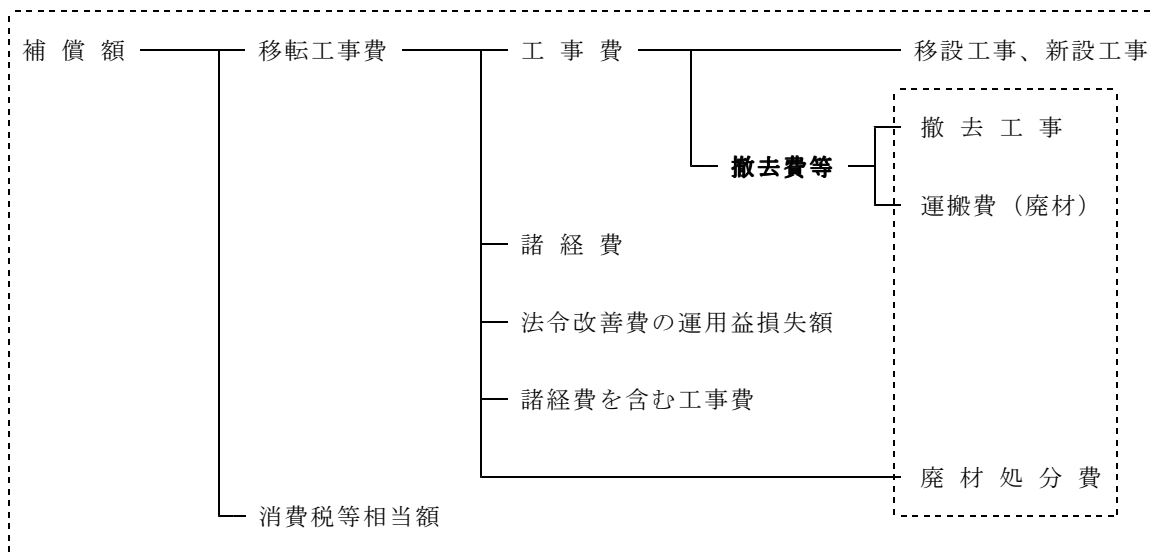 補償額 移転工事費 工事費 移設工事、新設工事
撤去工事
撤去費等
運搬費（廃材）
諸経費
法令改善費の運用益損失額
諸経費を含む工事費
廃材処分費
消費税等相当額